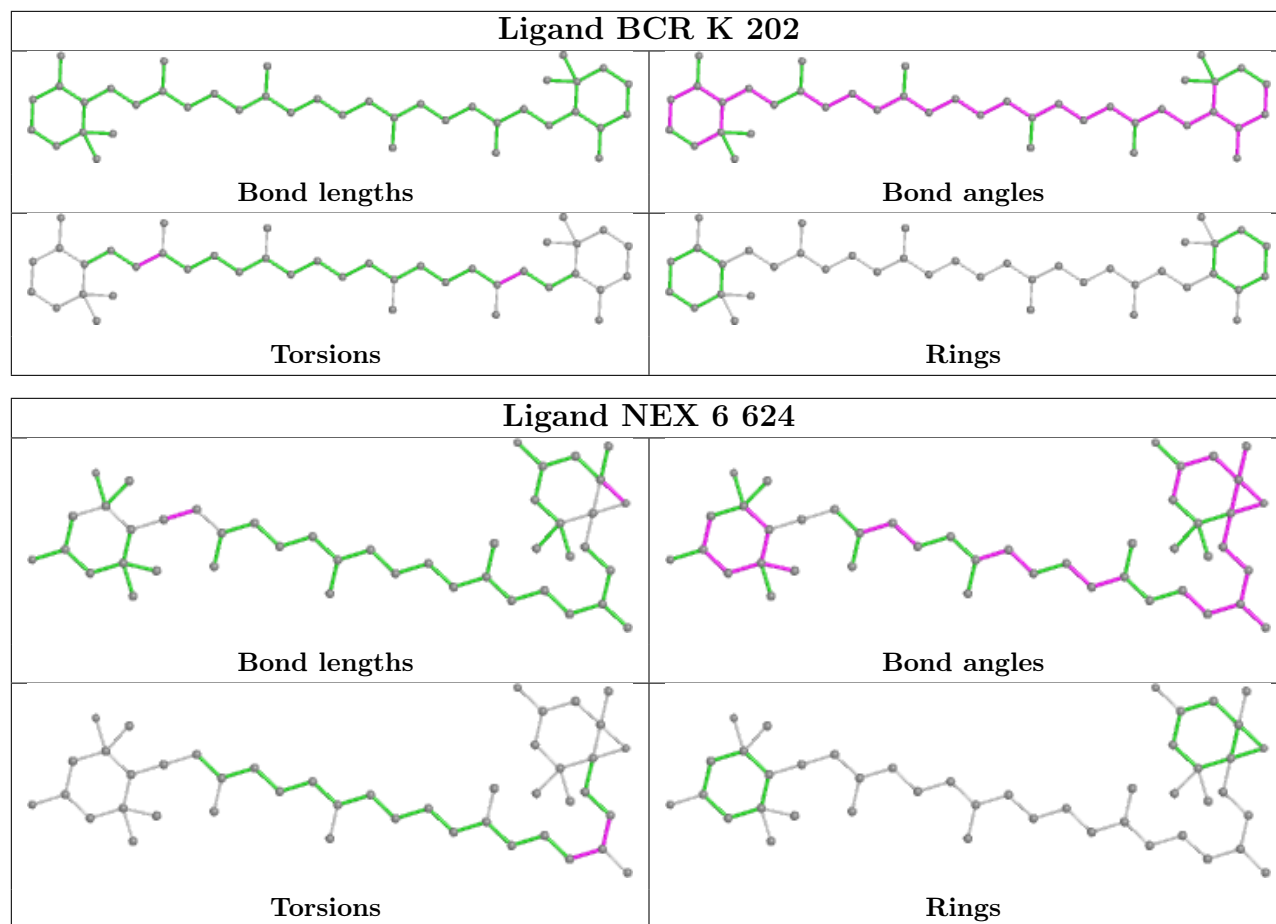 Ligand BCR K 202
Bond lengths
Bond angles
Torsions
Rings
Ligand NEX 6 624
Bond lengths
Bond angles
Torsions
Rings